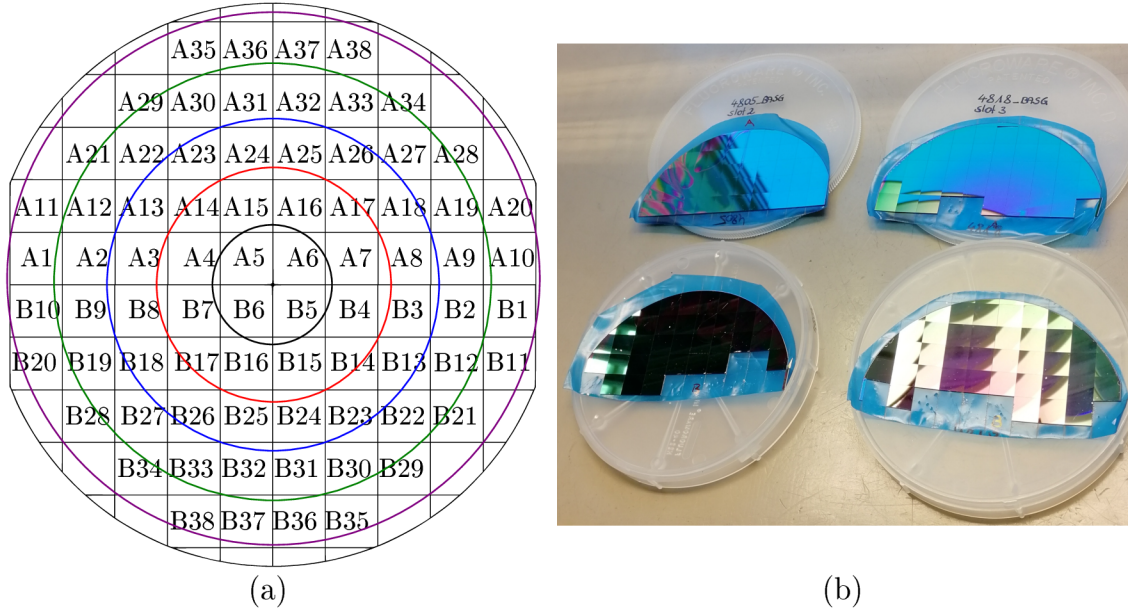 A35 A36 A37 A38
A29 A30 A31 A32 A33 A34
A21 A22 A23 A24 A25 A26 A27 A28
A11 A12 A13 A14 A15 A16 A17 A18 A19 A20
A1 A2 A3 A4 A5 A6 A7 A8 A9 A10
B10 B9 B8 B7 B6 B5 B4 B3 B2 B1
B20 B19 B18 B17 B16 B15 B14 B13 B12 B11
B28 B27 B26 B25 B24 B23 B22 B21
B34 B33 B32 B31 B30 B29
B38 B37 B36 B35
(a)
4805_BASG
slot 2
A
4818_BASG
slot 3
(b)